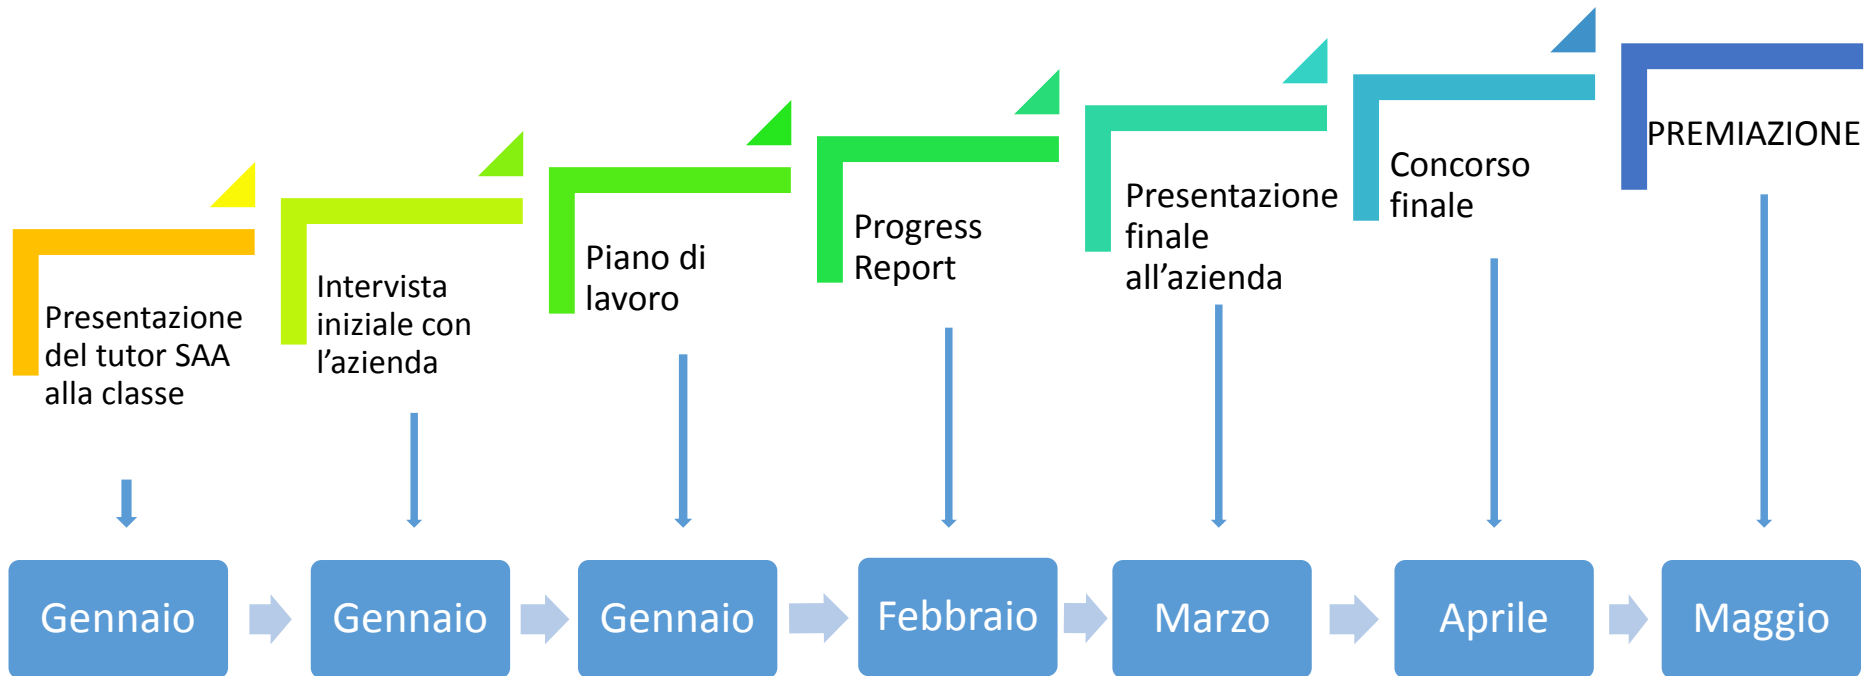 Presentazione
del tutor SAA
alla classe
Intervista
iniziale con
l’azienda
Piano di
lavoro
Progress
Report
Presentazione
finale
all’azienda
Concorso
finale
PREMIAZIONE
Gennaio
Gennaio
Gennaio
Febbraio
Marzo
Aprile
Maggio